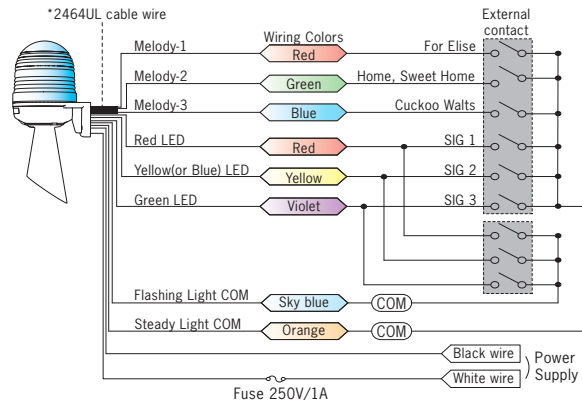 *2464UL cable wire
External
contact
Wiring Colors
Melody-1 Red For Elise
Melody-2 Green Home, Sweet Home
Melody-3 Blue Cuckoo Walts
Red LED Red SIG 1
Yellow(or Blue) LED Yellow SIG 2
Green LED Violet SIG 3
Flashing Light COM Sky blue COM
Steady Light COM Orange COM
Black wire
White wire
Power
Supply
Fuse 250V/1A